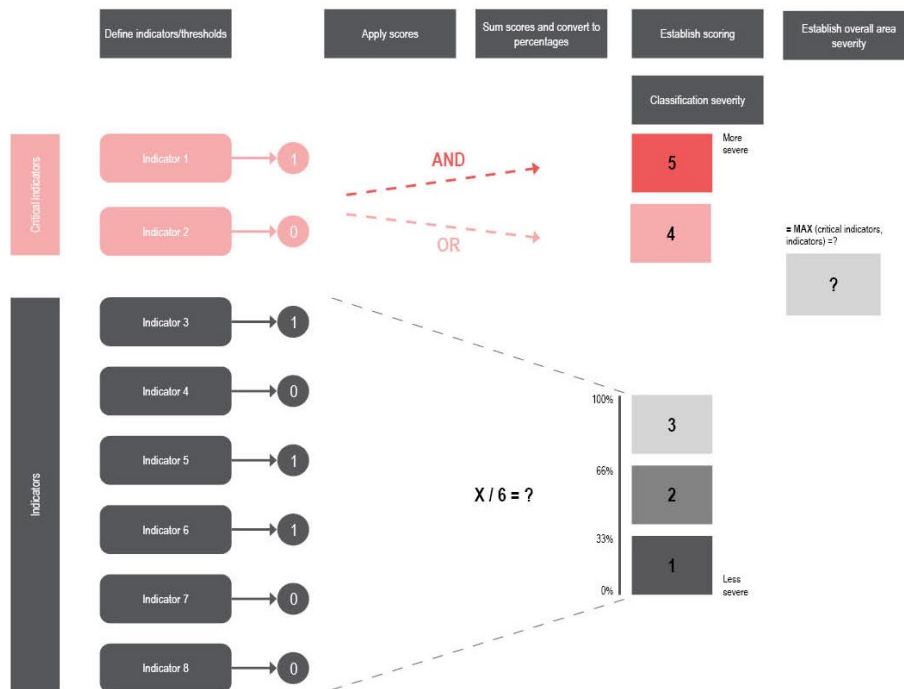 Define indicators/thresholds
Apply scores
Sum scores and convert to
percentages
Establish scoring
Establish overall area
severity
Classification severity
Critical Indicators
Indicator 1
1
AND
5
More
severe
Indicator 2
0
OR
4
= MAX (critical indicators,
indicators) =?
?
Indicators
Indicator 3
1
Indicator 4
0
Indicator 5
1
Indicator 6
1
Indicator 7
0
Indicator 8
0
X / 6 = ?
100%
3
66%
2
33%
1
0%
Less
severe